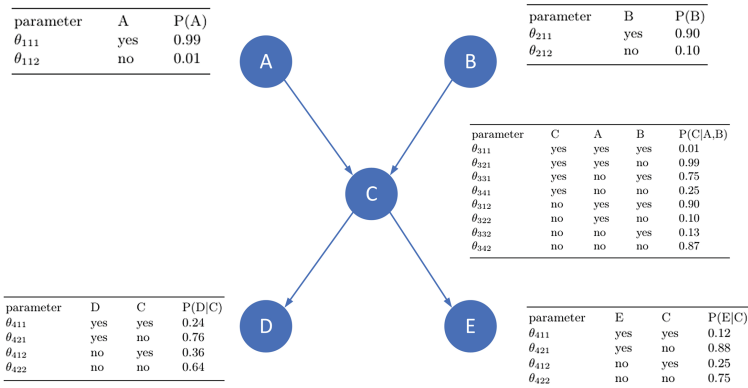 parameter A P(A)
θ₁₁₁ yes 0.99
θ₁₁₂ no 0.01
parameter B P(B)
θ₂₁₁ yes 0.90
θ₂₁₂ no 0.10
A
B
parameter C A B P(C|A,B)
θ₃₁₁ yes yes yes 0.01
θ₃₂₁ yes yes no 0.99
θ₃₃₁ yes no yes 0.75
θ₃₄₁ yes no no 0.25
θ₃₁₂ no yes yes 0.90
θ₃₂₂ no yes no 0.10
θ₃₃₂ no no yes 0.13
θ₃₄₂ no no no 0.87
C
parameter D C P(D|C)
θ₄₁₁ yes yes 0.24
θ₄₂₁ yes no 0.76
θ₄₁₂ no yes 0.36
θ₄₂₂ no no 0.64
D
E
parameter E C P(E|C)
θ₄₁₁ yes yes 0.12
θ₄₂₁ yes no 0.88
θ₄₁₂ no yes 0.25
θ₄₂₂ no no 0.75